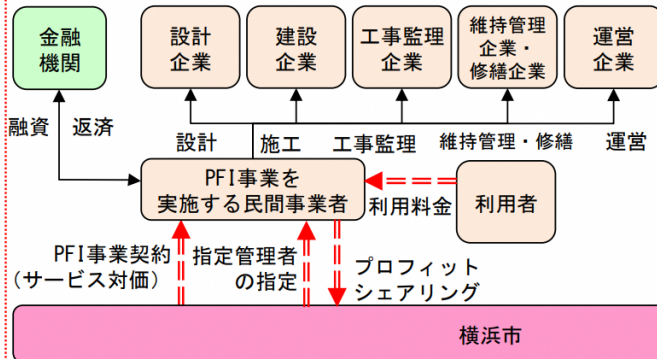 金融
機関
設計
企業
建設
企業
工事監理
企業
維持管理
企業・
修繕企業
運営
企業
融資
返済
設計
施工
工事監理
維持管理・修繕
運営
PFI事業を
実施する民間事業者
利用料金
利用者
PFI事業契約
(サービス対価)
指定管理者
の指定
プロフィット
シェアリング
横浜市